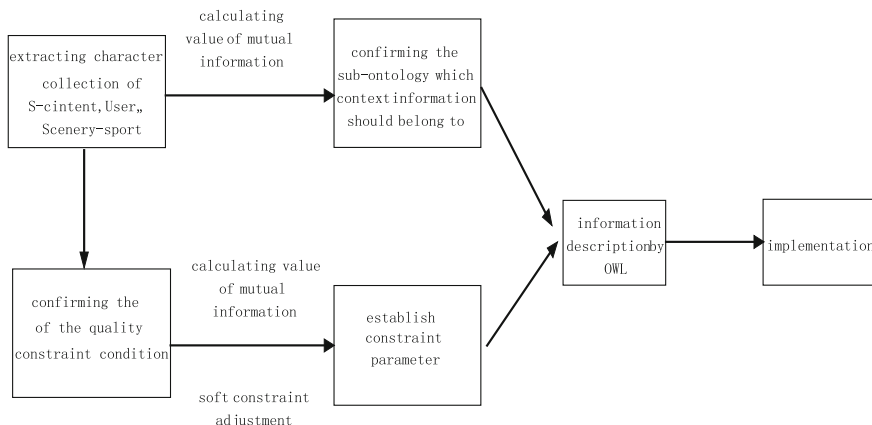 calculating
value of mutual
information
extracting character
collection of
S-cintent,User,,
Scenery-sport
confirming the
sub-ontology which
context information
should belong to
information
description by
OWL
implementation
confirming the
of the quality
constraint condition
calculating value
of mutual
information
soft constraint
adjustment
establish
constraint
parameter